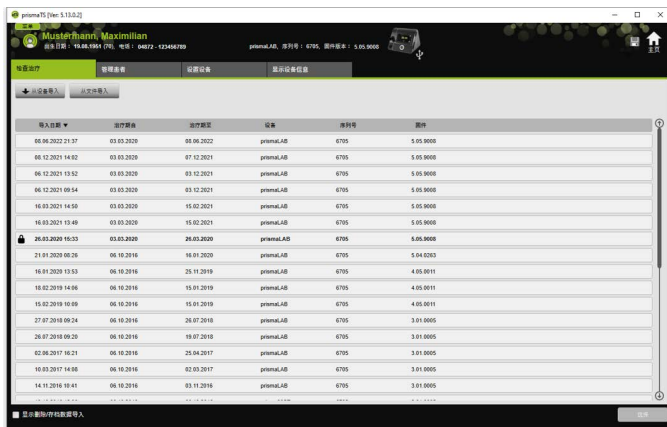 prismaTS [Ver: 5.13.0.2]
菜单
Mustermann, Maximilian
出生日期： 19.08.1951 (70), 电话： 04872 - 123456789
prismaLAB, 序列号： 6705, 固件版本： 5.05.9008
主页
检查治疗 管理患者 设置设备 显示设备信息
从设备导入 从文件导入
导入日期 治疗期自 治疗期至 设备 序列号 固件
08.06.2022 21:37 03.03.2020 08.06.2022 prismaLAB 6705 5.05.9008
08.12.2021 14:02 03.03.2020 07.12.2021 prismaLAB 6705 5.05.9008
06.12.2021 13:52 03.03.2020 03.12.2021 prismaLAB 6705 5.05.9008
06.12.2021 09:54 03.03.2020 03.12.2021 prismaLAB 6705 5.05.9008
16.03.2021 14:50 03.03.2020 15.02.2021 prismaLAB 6705 5.05.9008
16.03.2021 13:49 03.03.2020 15.02.2021 prismaLAB 6705 5.05.9008
26.03.2020 15:33 03.03.2020 26.03.2020 prismaLAB 6705 5.05.9008
21.01.2020 08:26 06.10.2016 16.01.2020 prismaLAB 6705 5.04.0263
16.01.2020 13:53 06.10.2016 25.11.2019 prismaLAB 6705 4.05.0011
18.02.2019 14:06 06.10.2016 15.01.2019 prismaLAB 6705 4.05.0011
15.02.2019 10:09 06.10.2016 15.01.2019 prismaLAB 6705 4.05.0011
27.07.2018 09:24 06.10.2016 26.07.2018 prismaLAB 6705 3.01.0005
26.07.2018 09:20 06.10.2016 19.07.2018 prismaLAB 6705 3.01.0005
02.06.2017 16:21 06.10.2016 25.04.2017 prismaLAB 6705 3.01.0005
10.03.2017 14:08 06.10.2016 02.03.2017 prismaLAB 6705 3.01.0005
14.11.2016 10:41 06.10.2016 03.11.2016 prismaLAB 6705 3.01.0005
显示删除/存档数据导入